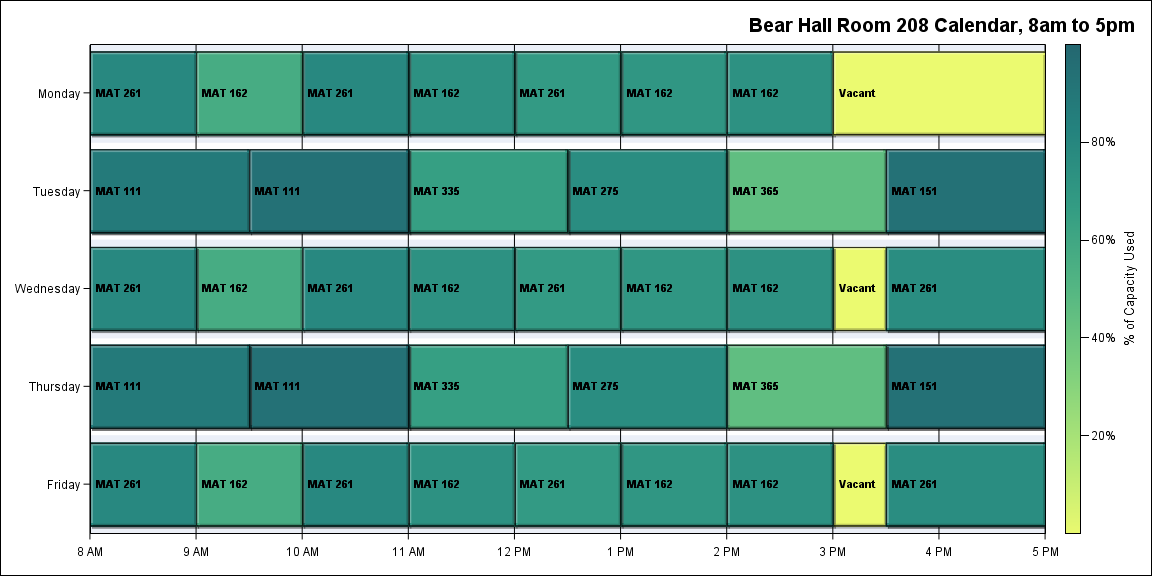 Bear Hall Room 208 Calendar, 8am to 5pm
Monday MAT 261 MAT 162 MAT 261 MAT 162 MAT 261 MAT 162 MAT 162 Vacant
Tuesday MAT 111 MAT 111 MAT 335 MAT 275 MAT 365 MAT 151
Wednesday MAT 261 MAT 162 MAT 261 MAT 162 MAT 261 MAT 162 MAT 162 Vacant MAT 261
Thursday MAT 111 MAT 111 MAT 335 MAT 275 MAT 365 MAT 151
Friday MAT 261 MAT 162 MAT 261 MAT 162 MAT 261 MAT 162 MAT 162 Vacant MAT 261
8 AM 9 AM 10 AM 11 AM 12 PM 1 PM 2 PM 3 PM 4 PM 5 PM
80%
60%
40%
20%
% of Capacity Used